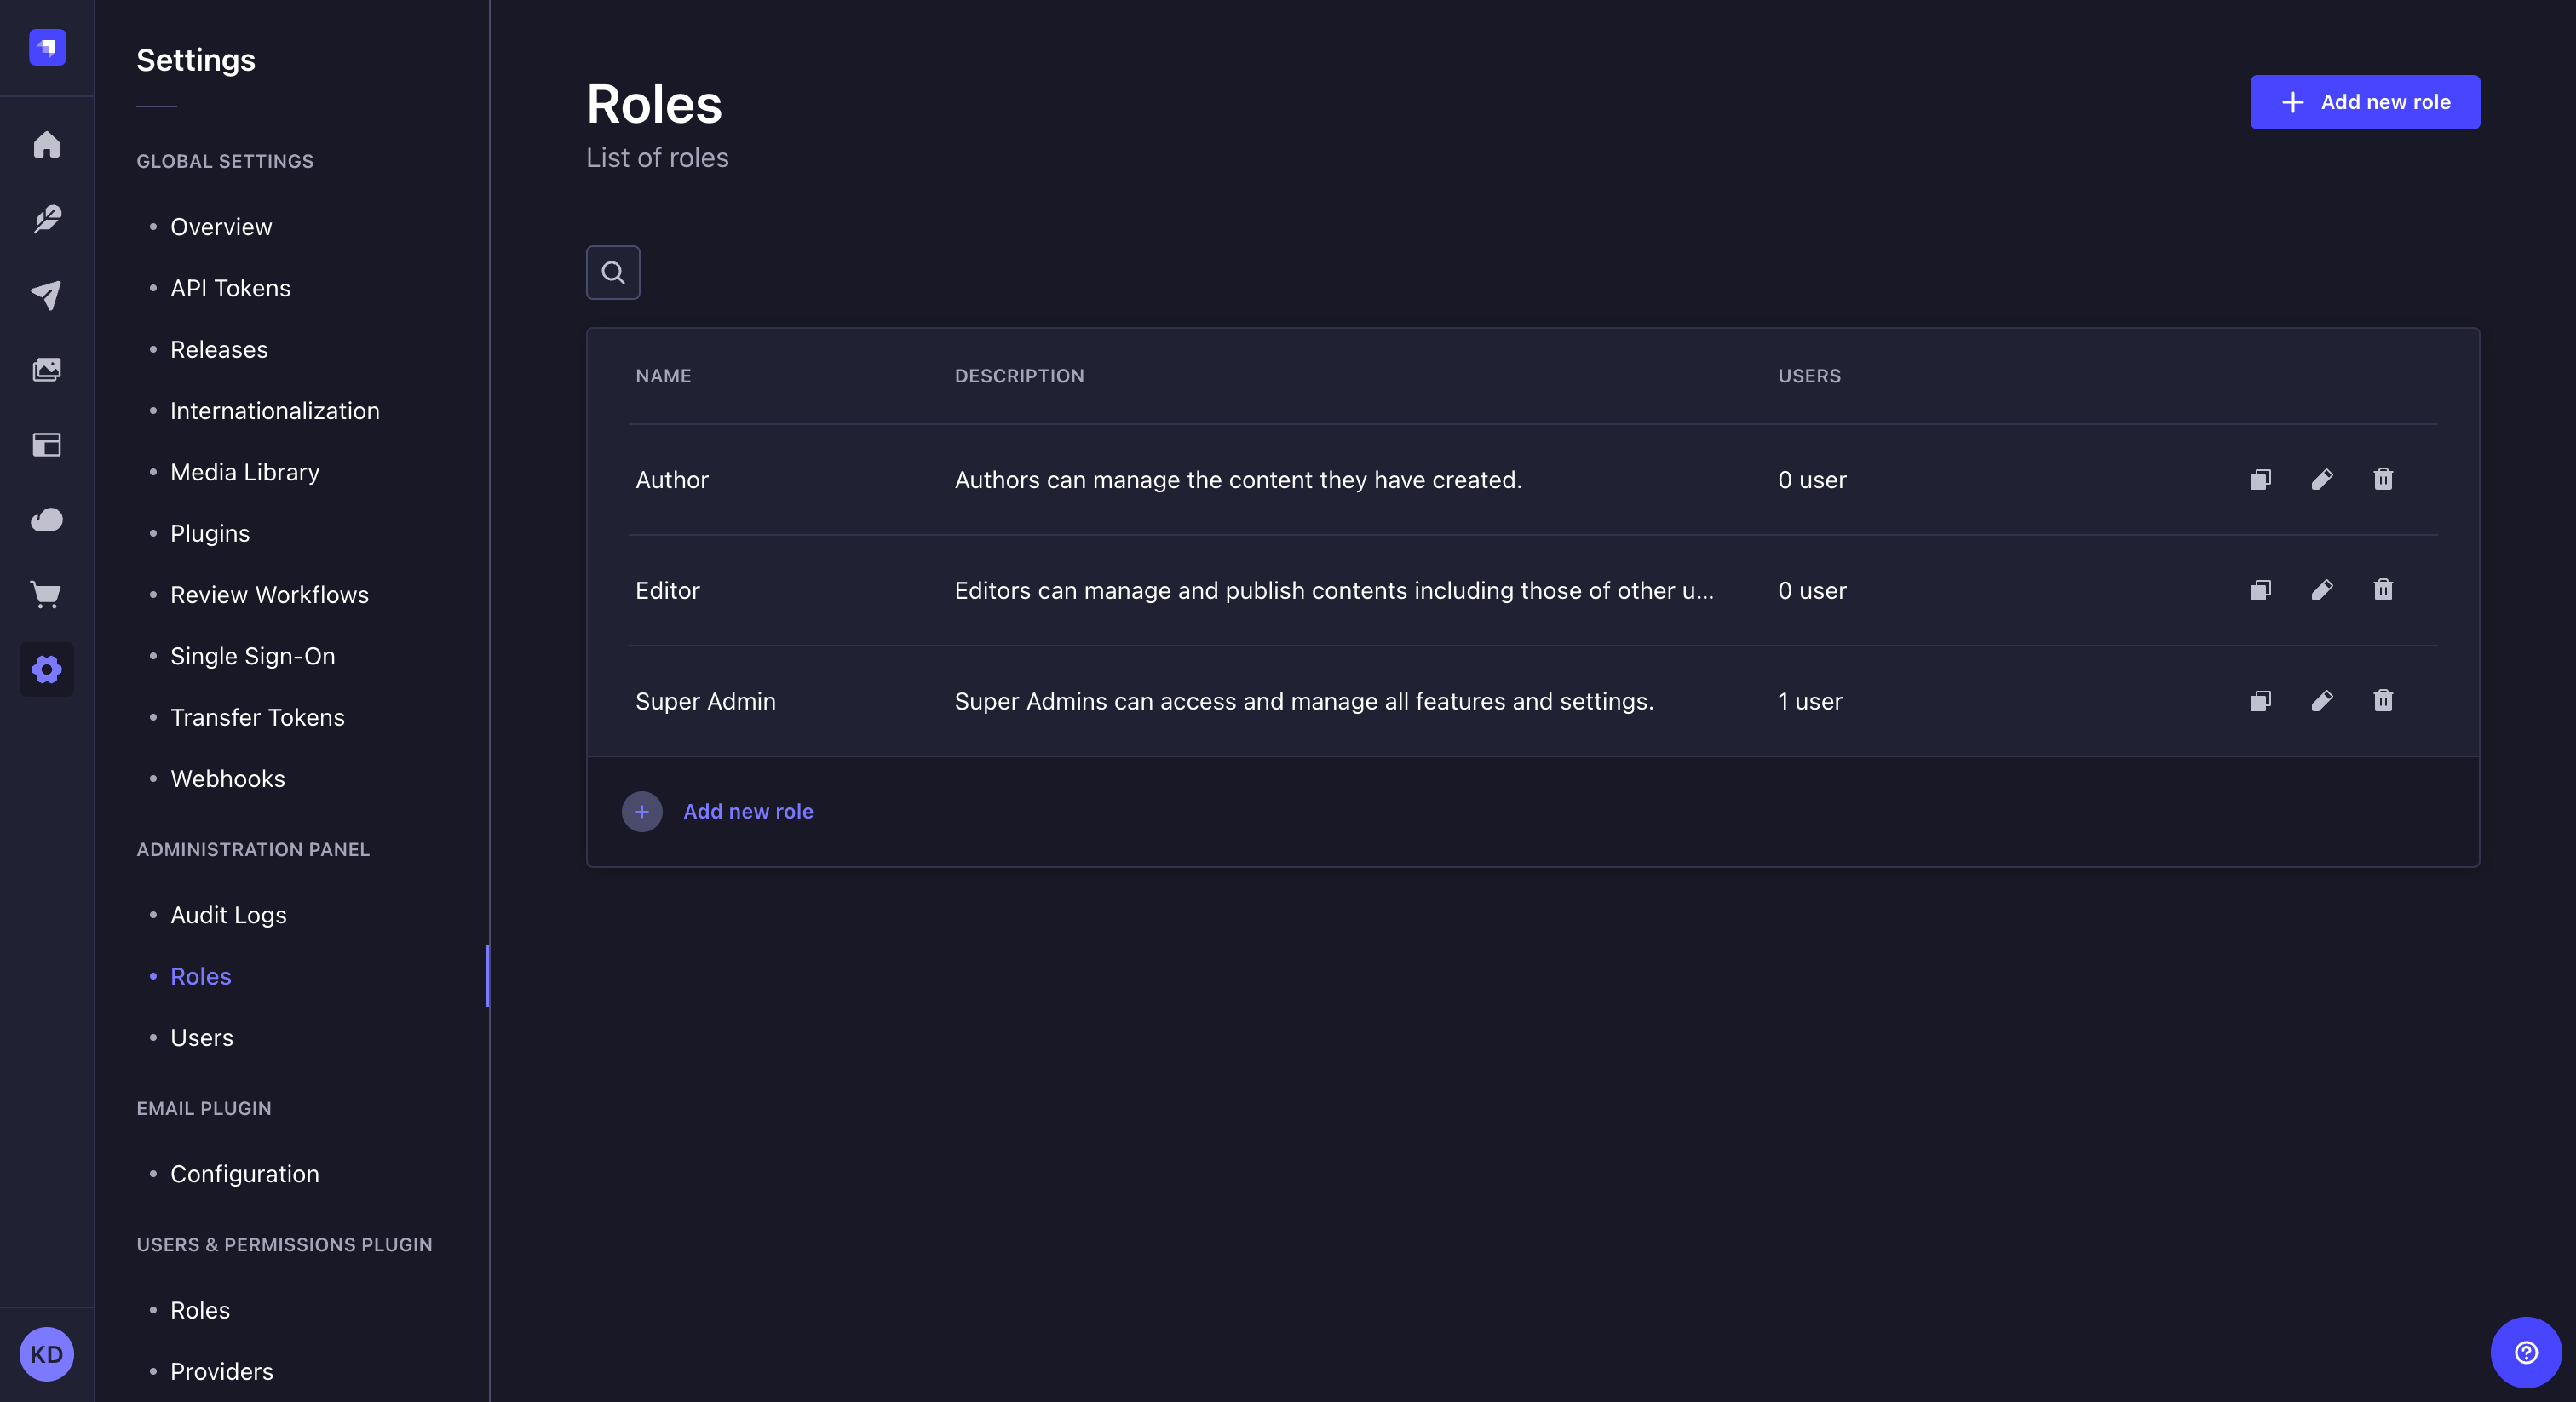 Settings
GLOBAL SETTINGS
Overview
API Tokens
Releases
Internationalization
Media Library
Plugins
Review Workflows
Single Sign-On
Transfer Tokens
Webhooks
ADMINISTRATION PANEL
Audit Logs
Roles
Users
EMAIL PLUGIN
Configuration
USERS & PERMISSIONS PLUGIN
Roles
Providers
KD
Roles
List of roles
Add new role
NAME DESCRIPTION USERS
Author Authors can manage the content they have created. 0 user
Editor Editors can manage and publish contents including those of other u... 0 user
Super Admin Super Admins can access and manage all features and settings. 1 user
Add new role